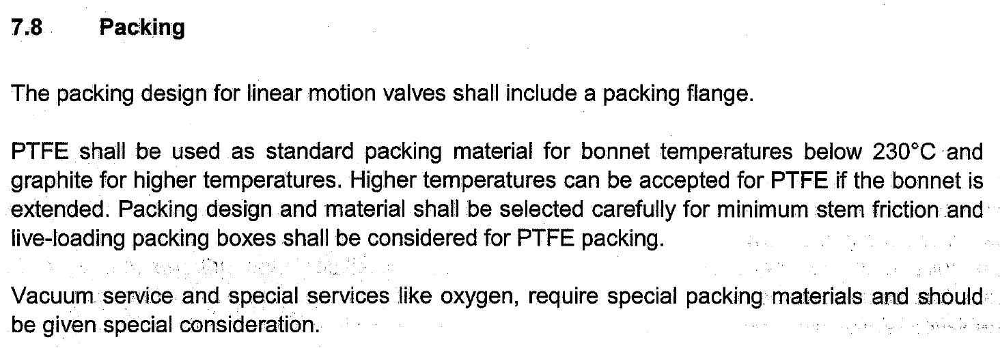 7.8 Packing
The packing design for linear motion valves shall include a packing flange.
PTFE shall be used as standard packing material for bonnet temperatures below 230°C and
graphite for higher temperatures. Higher temperatures can be accepted for PTFE if the bonnet is
extended. Packing design and material shall be selected carefully for minimum stem friction and
live-loading packing boxes shall be considered for PTFE packing.
Vacuum service and special services like oxygen, require special packing materials and should
be given special consideration.